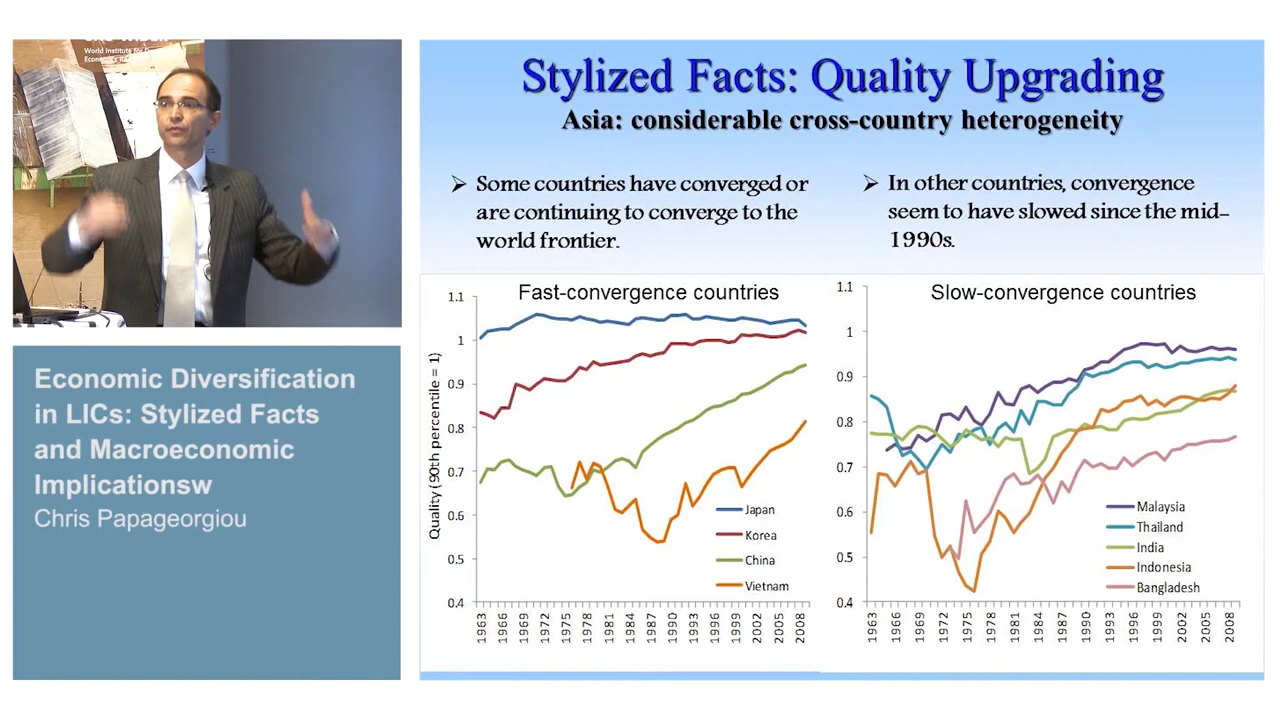 World Institute for
Economics
Economic Diversification
in LICs: Stylized Facts
and Macroeconomic
Implicationsw
Chris Papageorgiou
Stylized Facts: Quality Upgrading
Asia: considerable cross-country heterogeneity
➢ Some countries have converged or
are continuing to converge to the
world frontier.
➢ In other countries, convergence
seem to have slowed since the mid-
1990s.
Fast-convergence countries
Quality (90th percentile = 1)
1.1
1
0.9
0.8
0.7
0.6
0.5
0.4
1963 1966 1969 1972 1975 1978 1981 1984 1987 1990 1993 1996 1999 2002 2005 2008
Japan
Korea
China
Vietnam
Slow-convergence countries
1.1
1
0.9
0.8
0.7
0.6
0.5
0.4
1963 1966 1969 1972 1975 1978 1981 1984 1987 1990 1993 1996 1999 2002 2005 2008
Malaysia
Thailand
India
Indonesia
Bangladesh